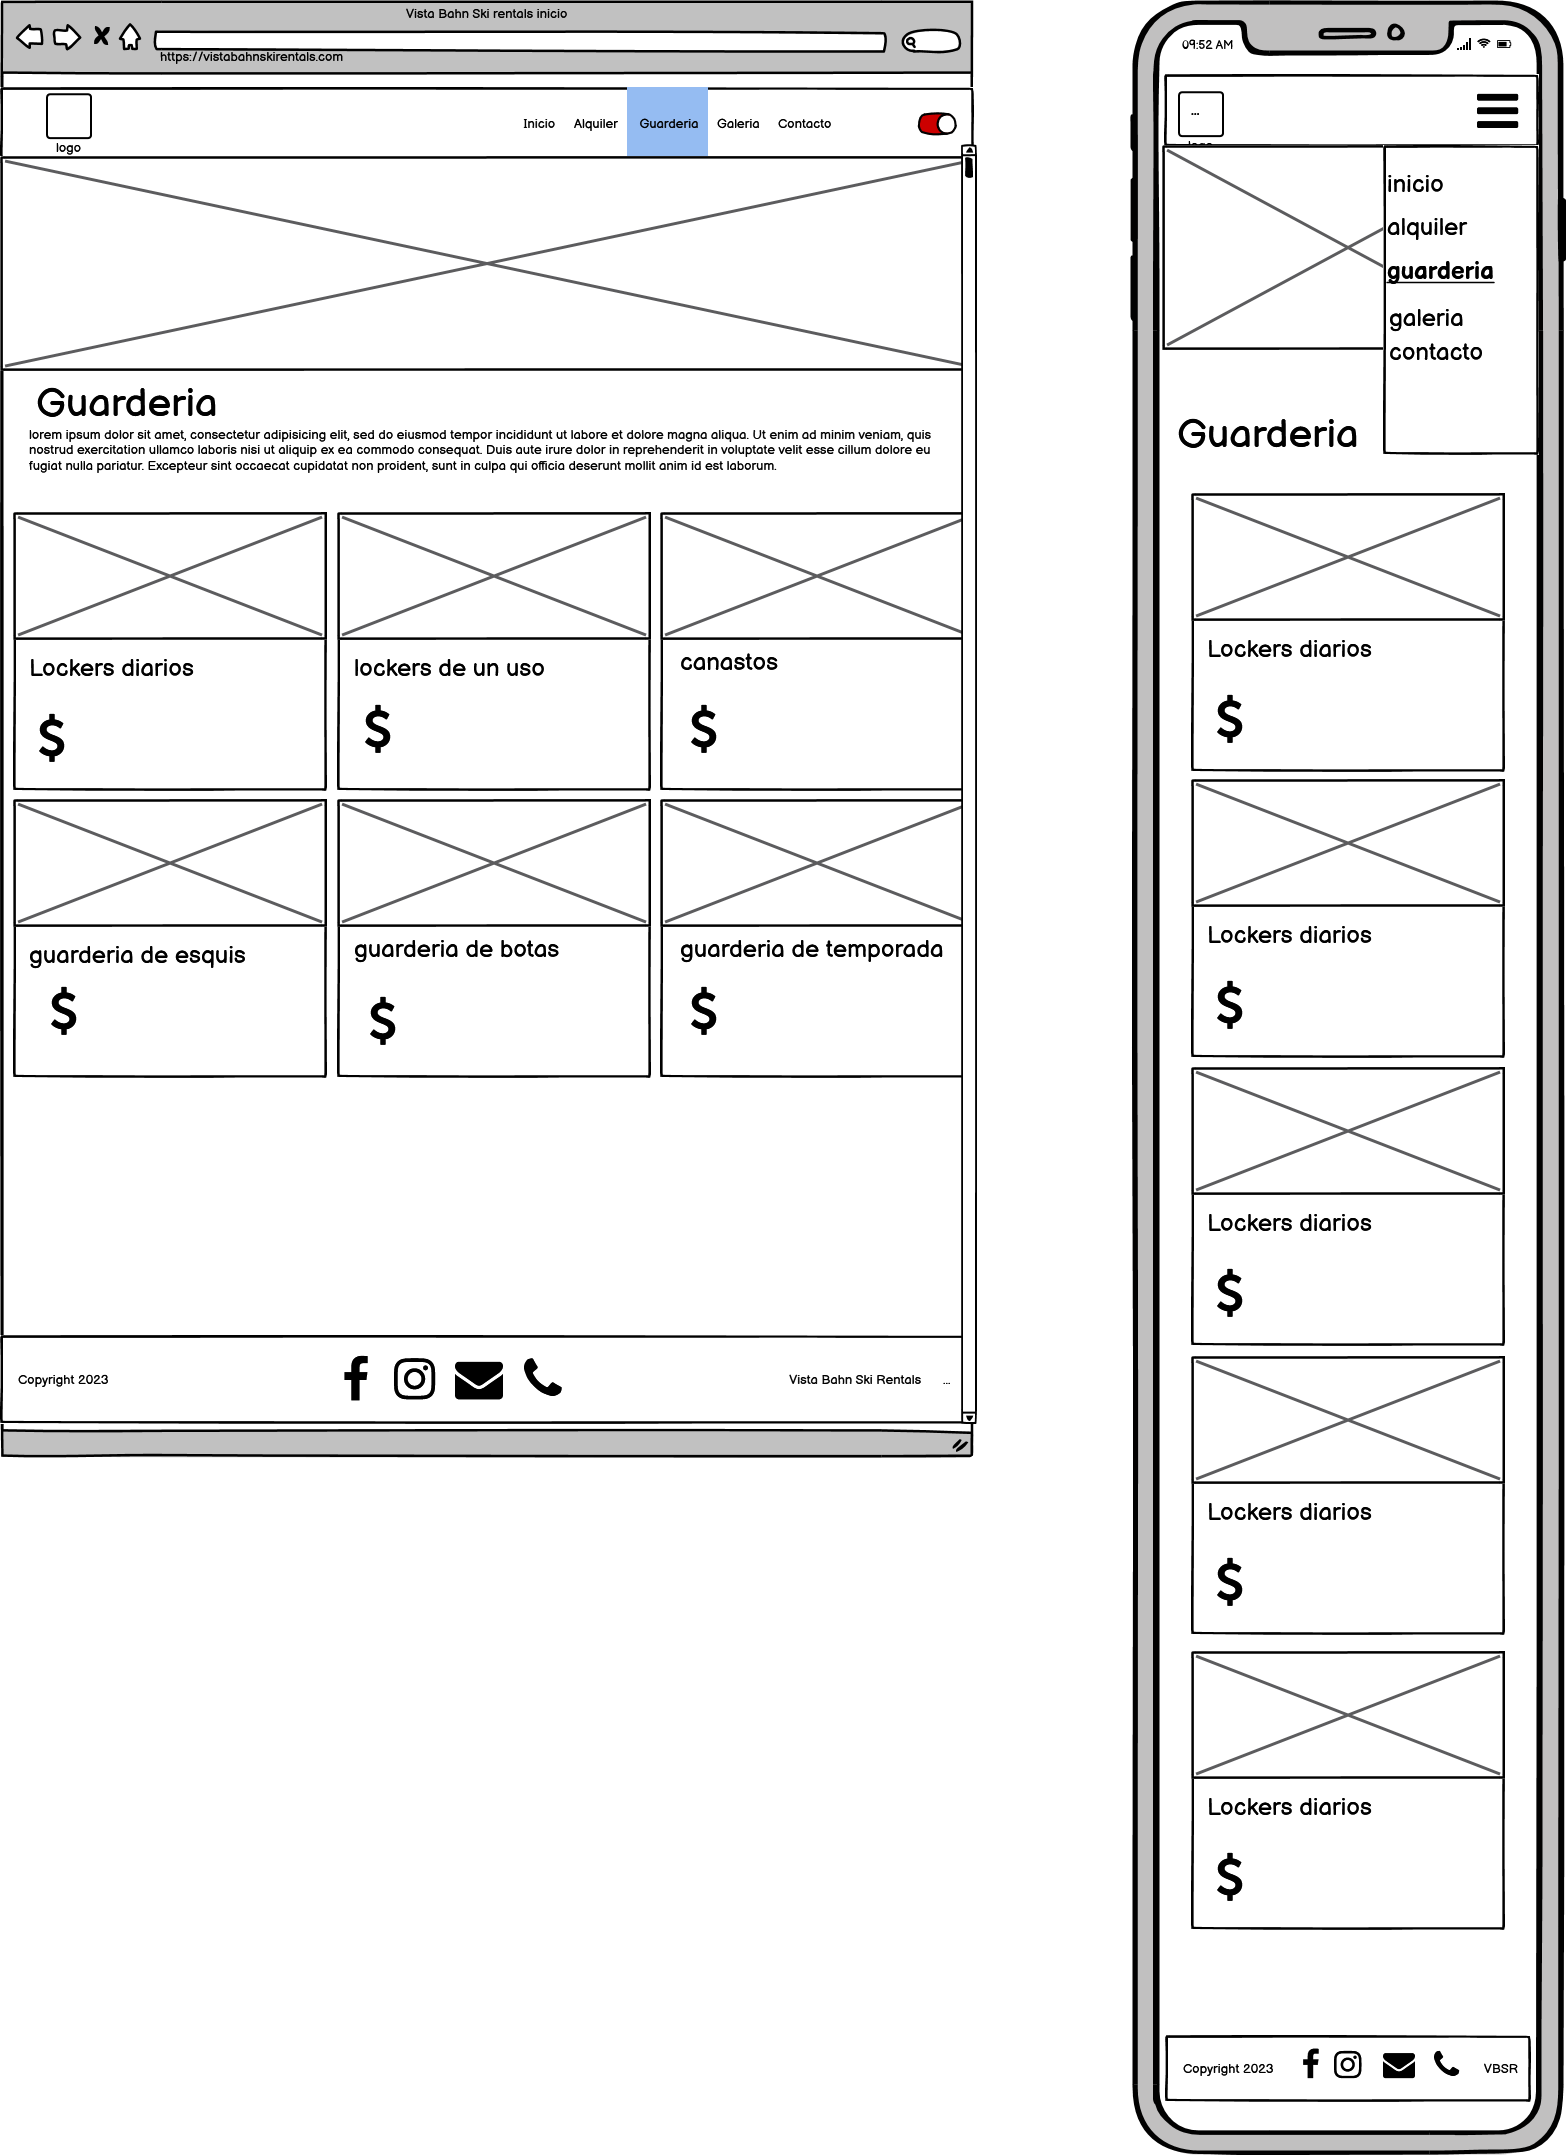 Vista Bahn Ski rentals inicio
https://vistabahnskirentals.com
logo
Inicio Alquiler Guarderia Galeria Contacto
Guarderia
lorem ipsum dolor sit amet, consectetur adipisicing elit, sed do eiusmod tempor incididunt ut labore et dolore magna aliqua. Ut enim ad minim veniam, quis
nostrud exercitation ullamco laboris nisi ut aliquip ex ea commodo consequat. Duis aute irure dolor in reprehenderit in voluptate velit esse cillum dolore eu
fugiat nulla pariatur. Excepteur sint occaecat cupidatat non proident, sunt in culpa qui officia deserunt mollit anim id est laborum.
Lockers diarios
$
lockers de un uso
$
canastos
$
guarderia de esquis
$
guarderia de botas
$
guarderia de temporada
$
Copyright 2023
Vista Bahn Ski Rentals ...
09:52 AM
...
inicio
alquiler
guarderia
galeria
contacto
Guarderia
Lockers diarios
$
Lockers diarios
$
Lockers diarios
$
Lockers diarios
$
Lockers diarios
$
Copyright 2023
VBSR